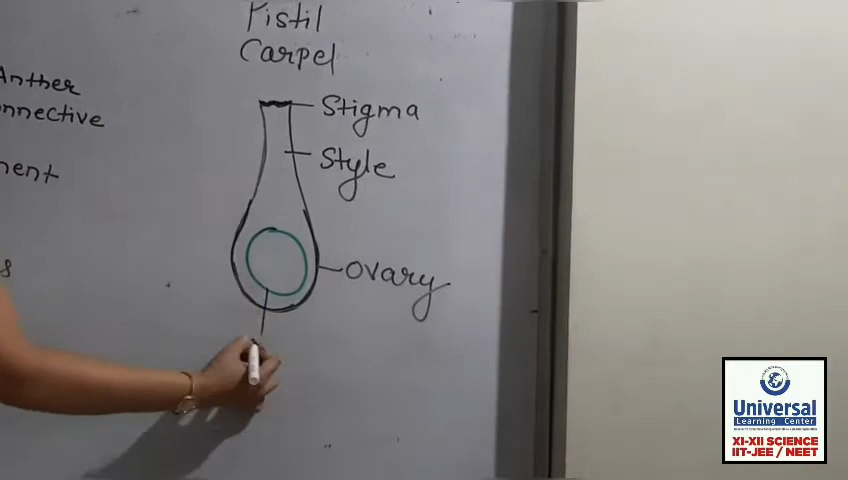 Pistil
Carpel
Anther
nnective
ment
Stigma
Style
Ovary
Universal
Learning Center
XI-XII SCIENCE
IIT-JEE / NEET